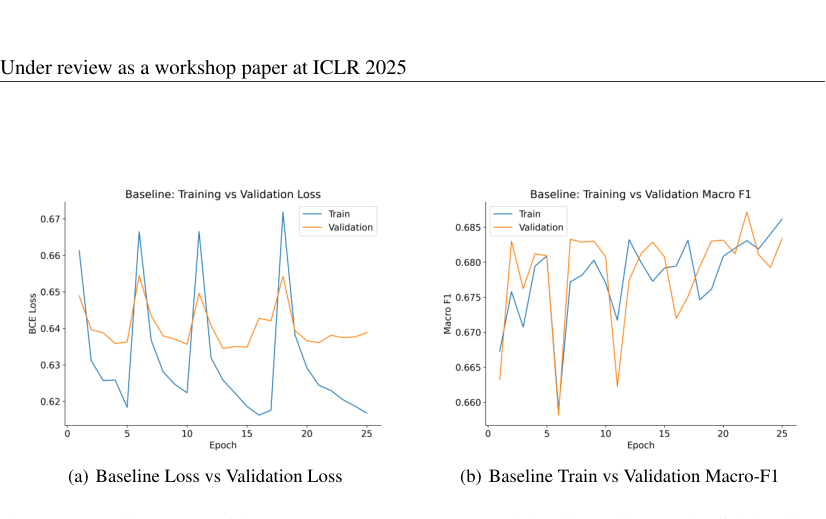 Under review as a workshop paper at ICLR 2025
Baseline: Training vs Validation Loss
Train
Validation
0.67
0.66
0.65
0.64
0.63
0.62
BCE Loss
0 5 10 15 20 25
Epoch
(a) Baseline Loss vs Validation Loss
Baseline: Training vs Validation Macro F1
Train
Validation
0.685
0.680
0.675
0.670
0.665
0.660
Macro F1
0 5 10 15 20 25
Epoch
(b) Baseline Train vs Validation Macro-F1